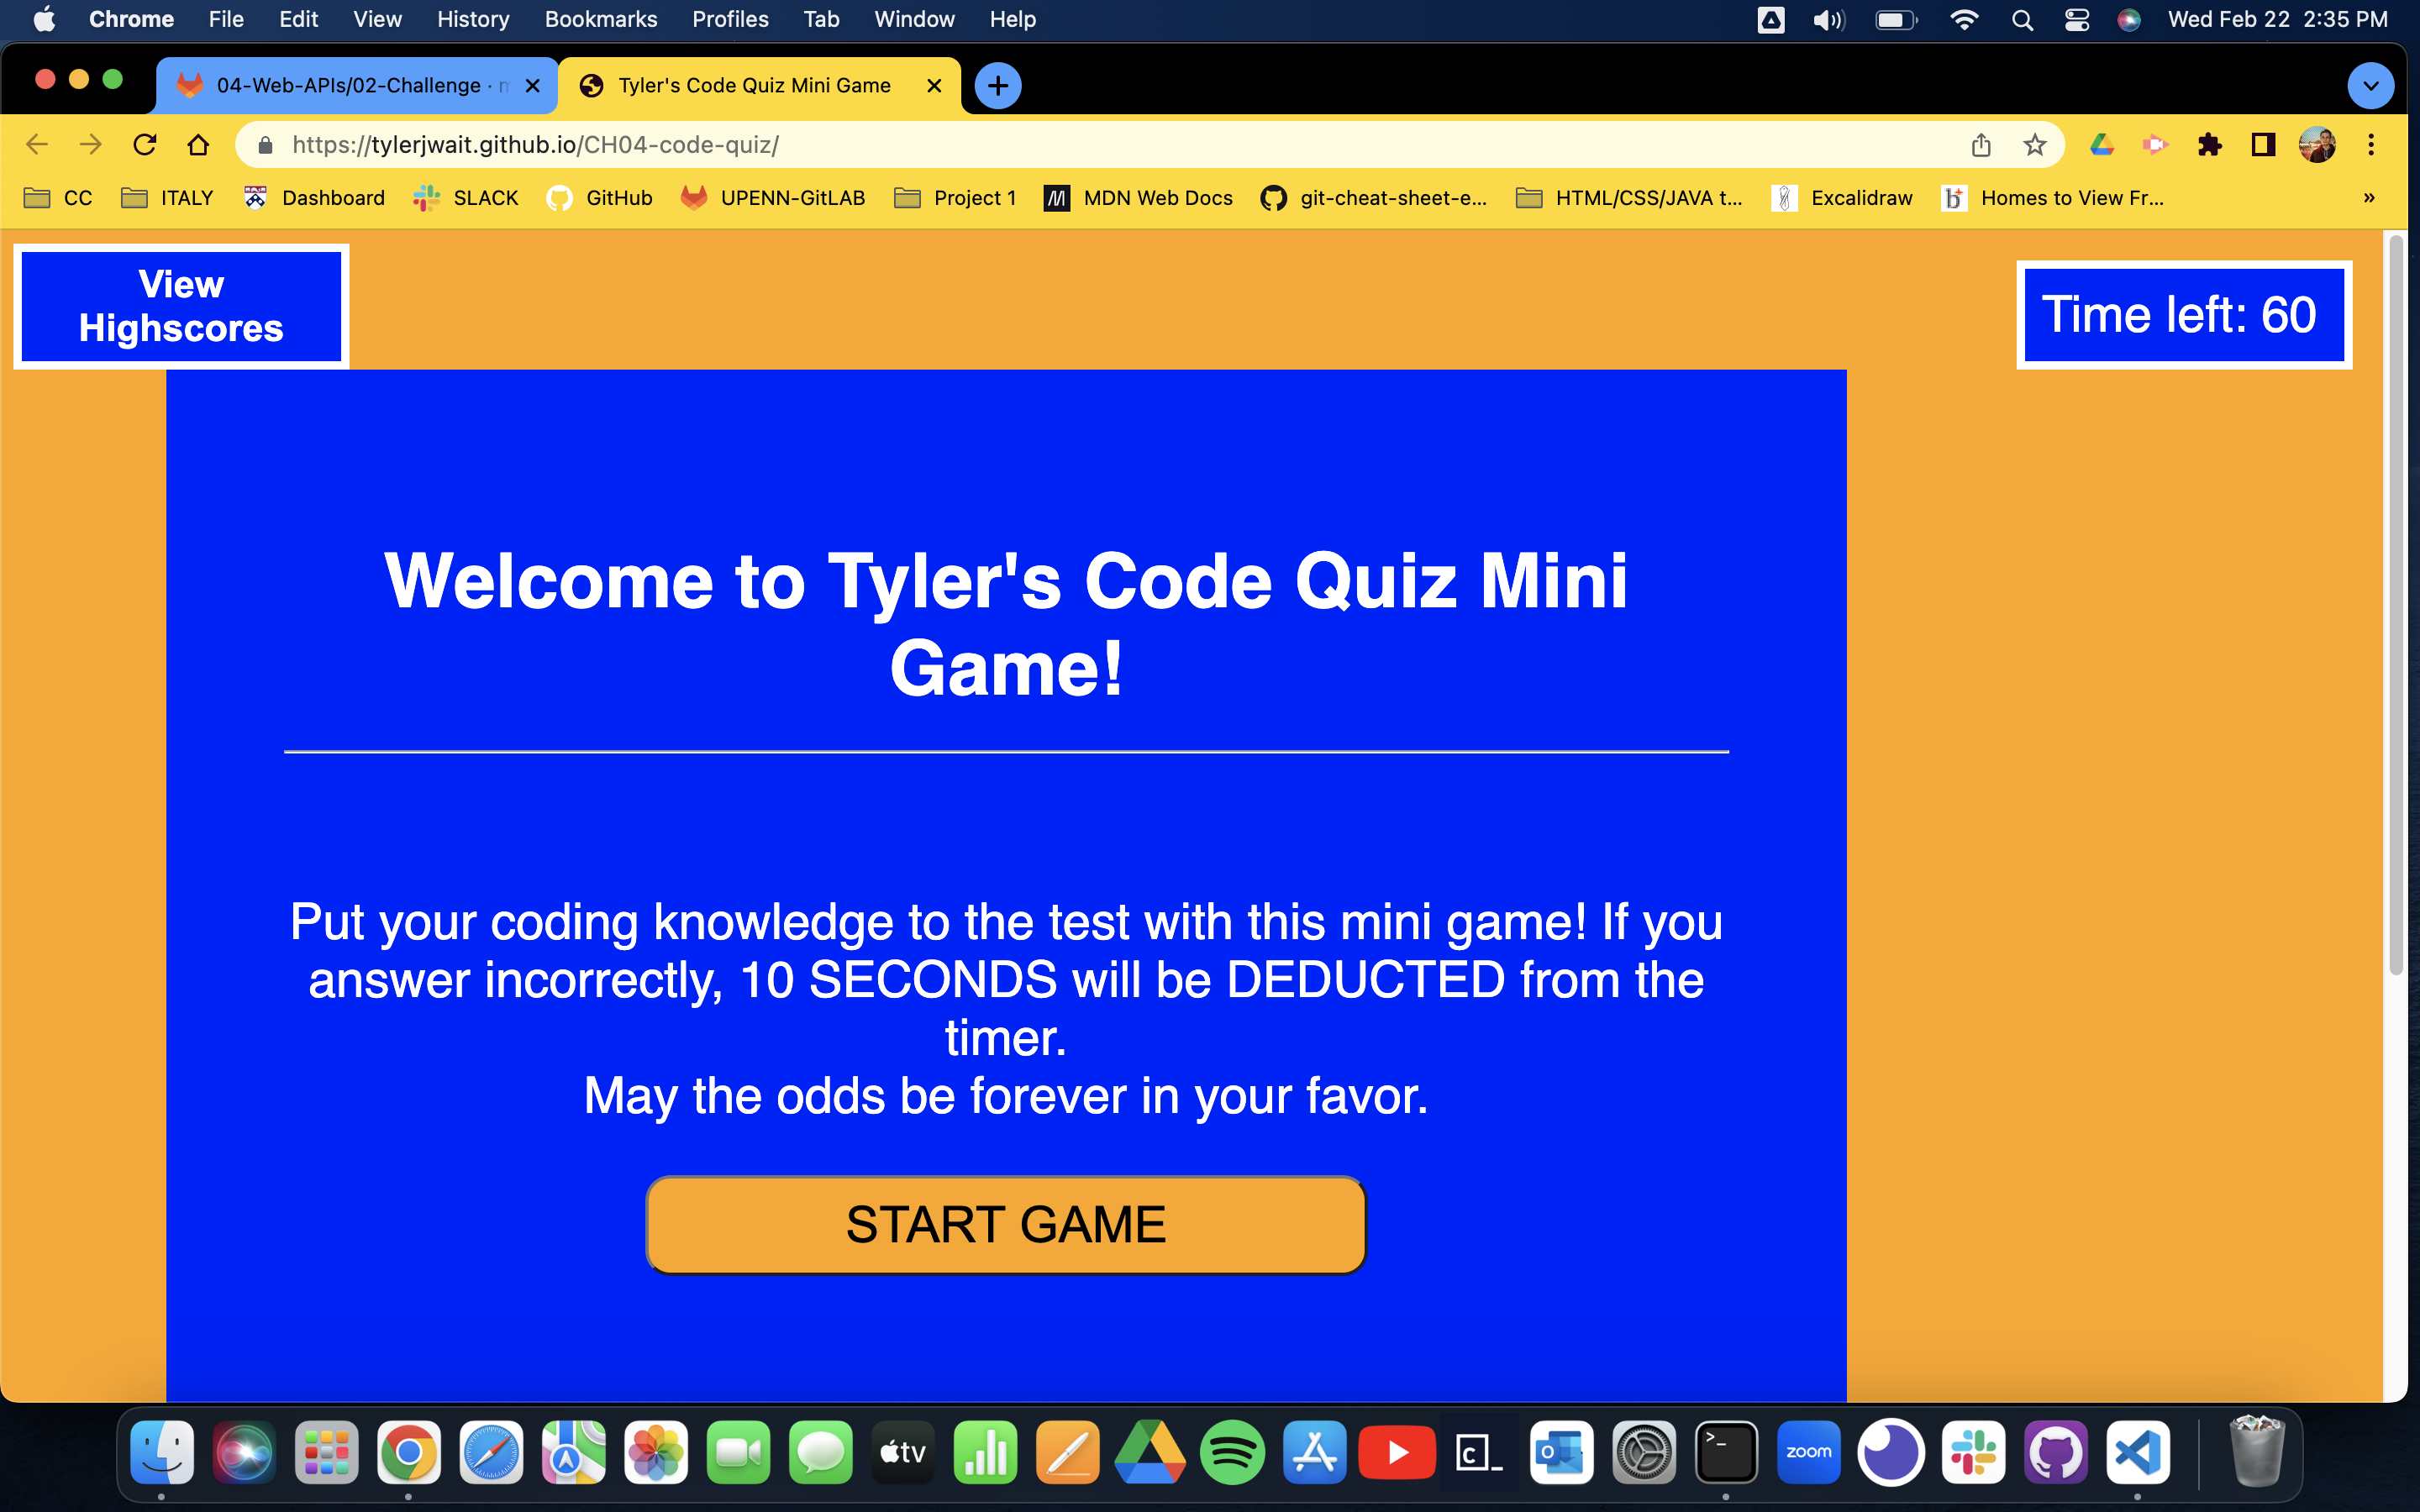 Chrome File Edit View History Bookmarks Profiles Tab Window Help Wed Feb 22 2:35 PM
04-Web-APIs/02-Challenge · Tyler's Code Quiz Mini Game
https://tylerjwait.github.io/CH04-code-quiz/
CC ITALY Dashboard SLACK GitHub UPENN-GitLAB Project 1 M MDN Web Docs git-cheat-sheet-e... HTML/CSS/JAVA t... Excalidraw b Homes to View Fr... »
View
Highscores
Time left: 60
Welcome to Tyler's Code Quiz Mini
Game!
Put your coding knowledge to the test with this mini game! If you
answer incorrectly, 10 SECONDS will be DEDUCTED from the
timer.
May the odds be forever in your favor.
START GAME
tv c_ O >_ zoom